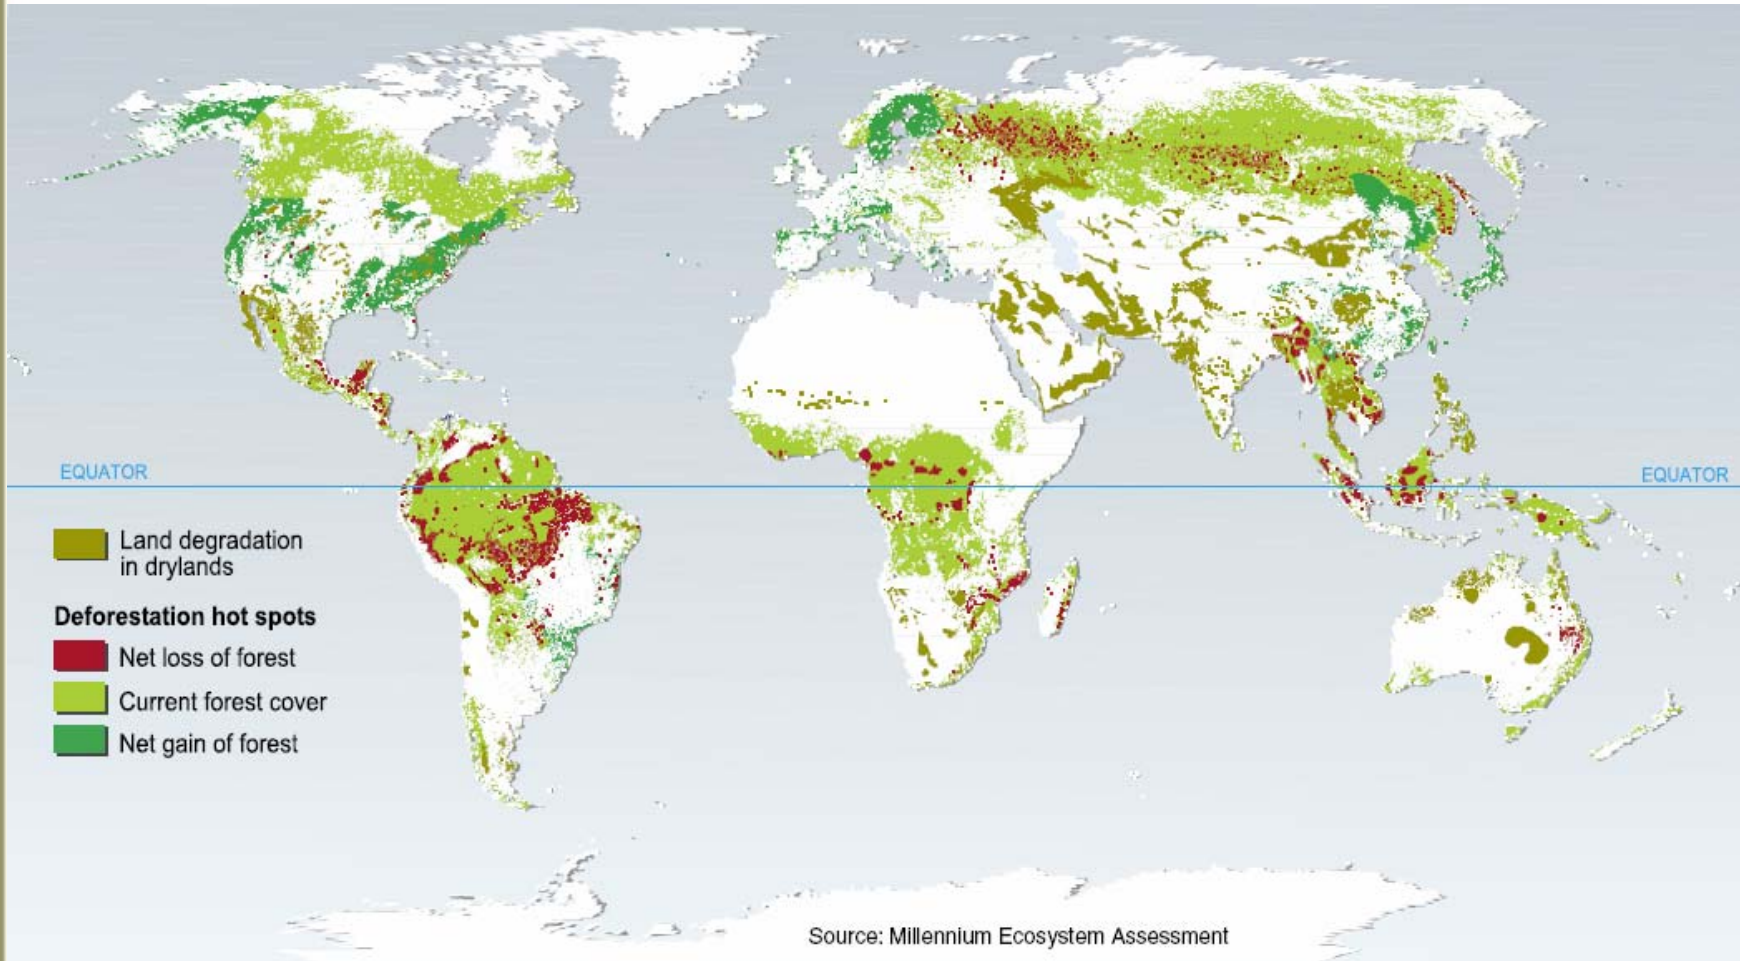 EQUATOR
EQUATOR
Land degradation
in drylands
Deforestation hot spots
Net loss of forest
Current forest cover
Net gain of forest
Source: Millennium Ecosystem Assessment